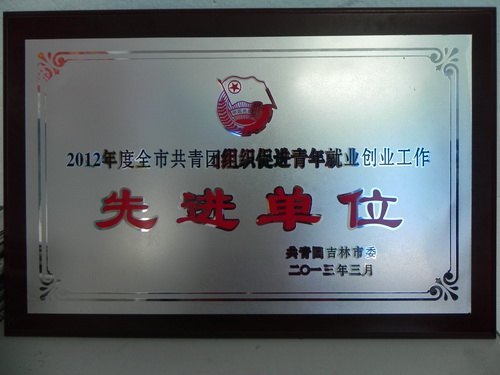 2012年度全市共青团组织促进青年就业创业工作
先进单位
共青团吉林市委
二〇一三年三月